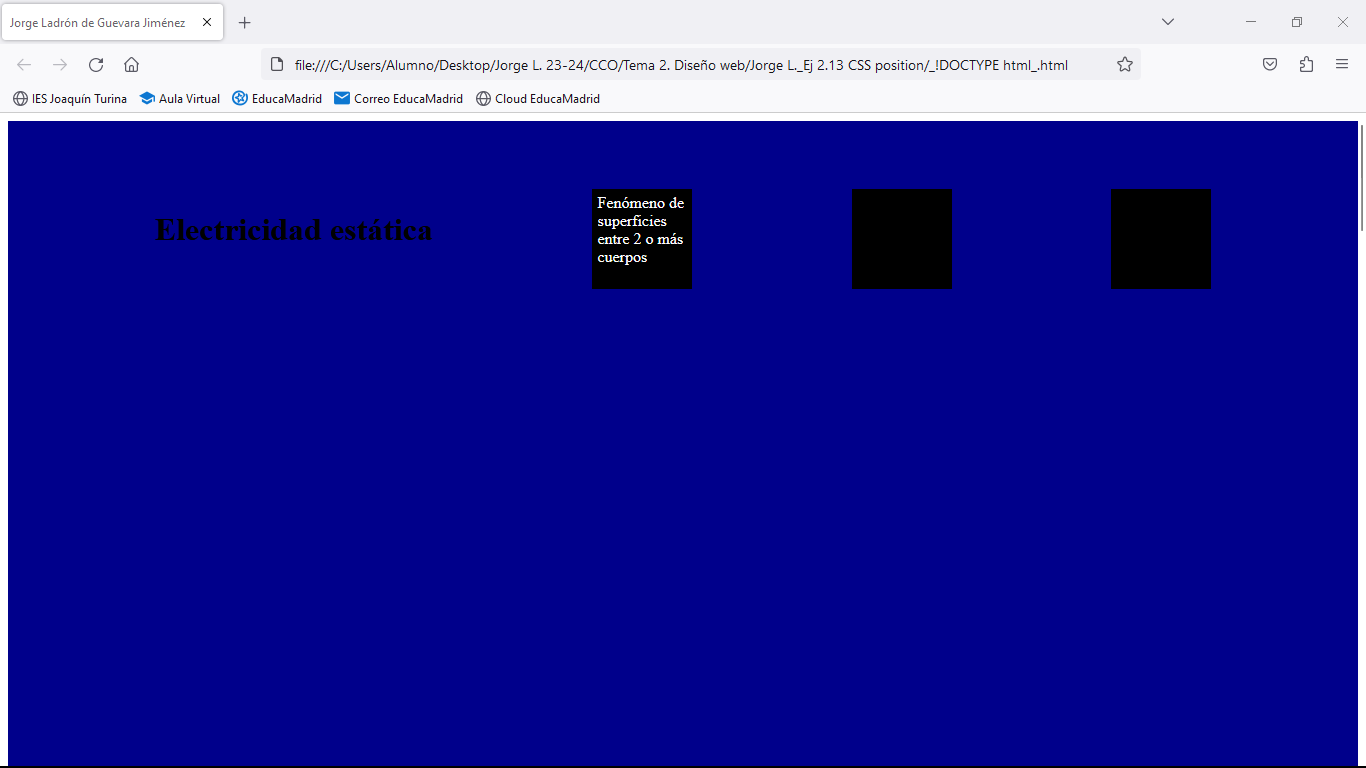 Jorge Ladrón de Guevara Jiménez
file:///C:/Users/Alumno/Desktop/Jorge L. 23-24/CCO/Tema 2. Diseño web/Jorge L._Ej 2.13 CSS position/_!DOCTYPE html_.html
IES Joaquín Turina Aula Virtual EducaMadrid Correo EducaMadrid Cloud EducaMadrid
Electricidad estática
Fenómeno de
superfícies
entre 2 o más
cuerpos